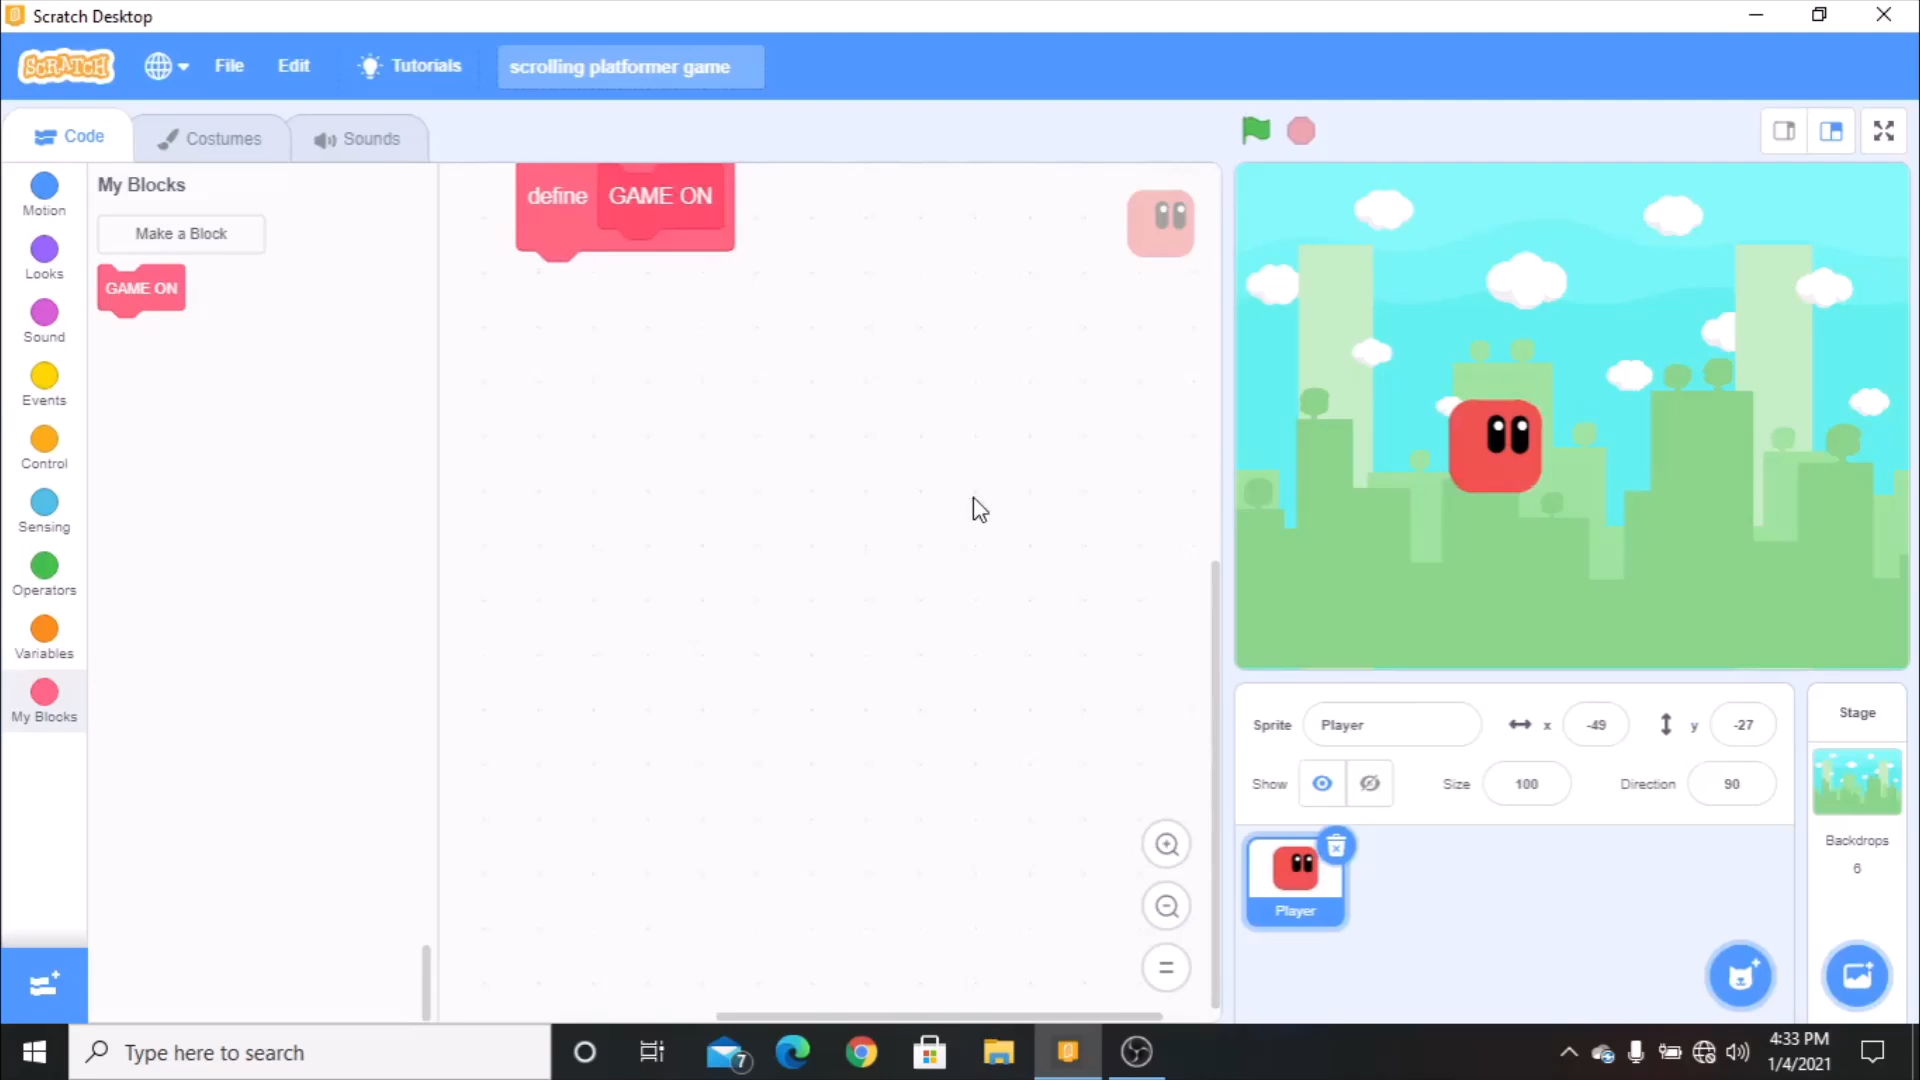 Scratch Desktop
SCRATCH
File
Edit
Tutorials
scrolling platformer game
Code
Costumes
Sounds
Motion
Looks
Sound
Events
Control
Sensing
Operators
Variables
My Blocks
My Blocks
Make a Block
GAME ON
define GAME ON
Sprite
Player
x
-49
y
-27
Show
Size
100
Direction
90
Player
Stage
Backdrops
6
Type here to search
7
4:33 PM
1/4/2021